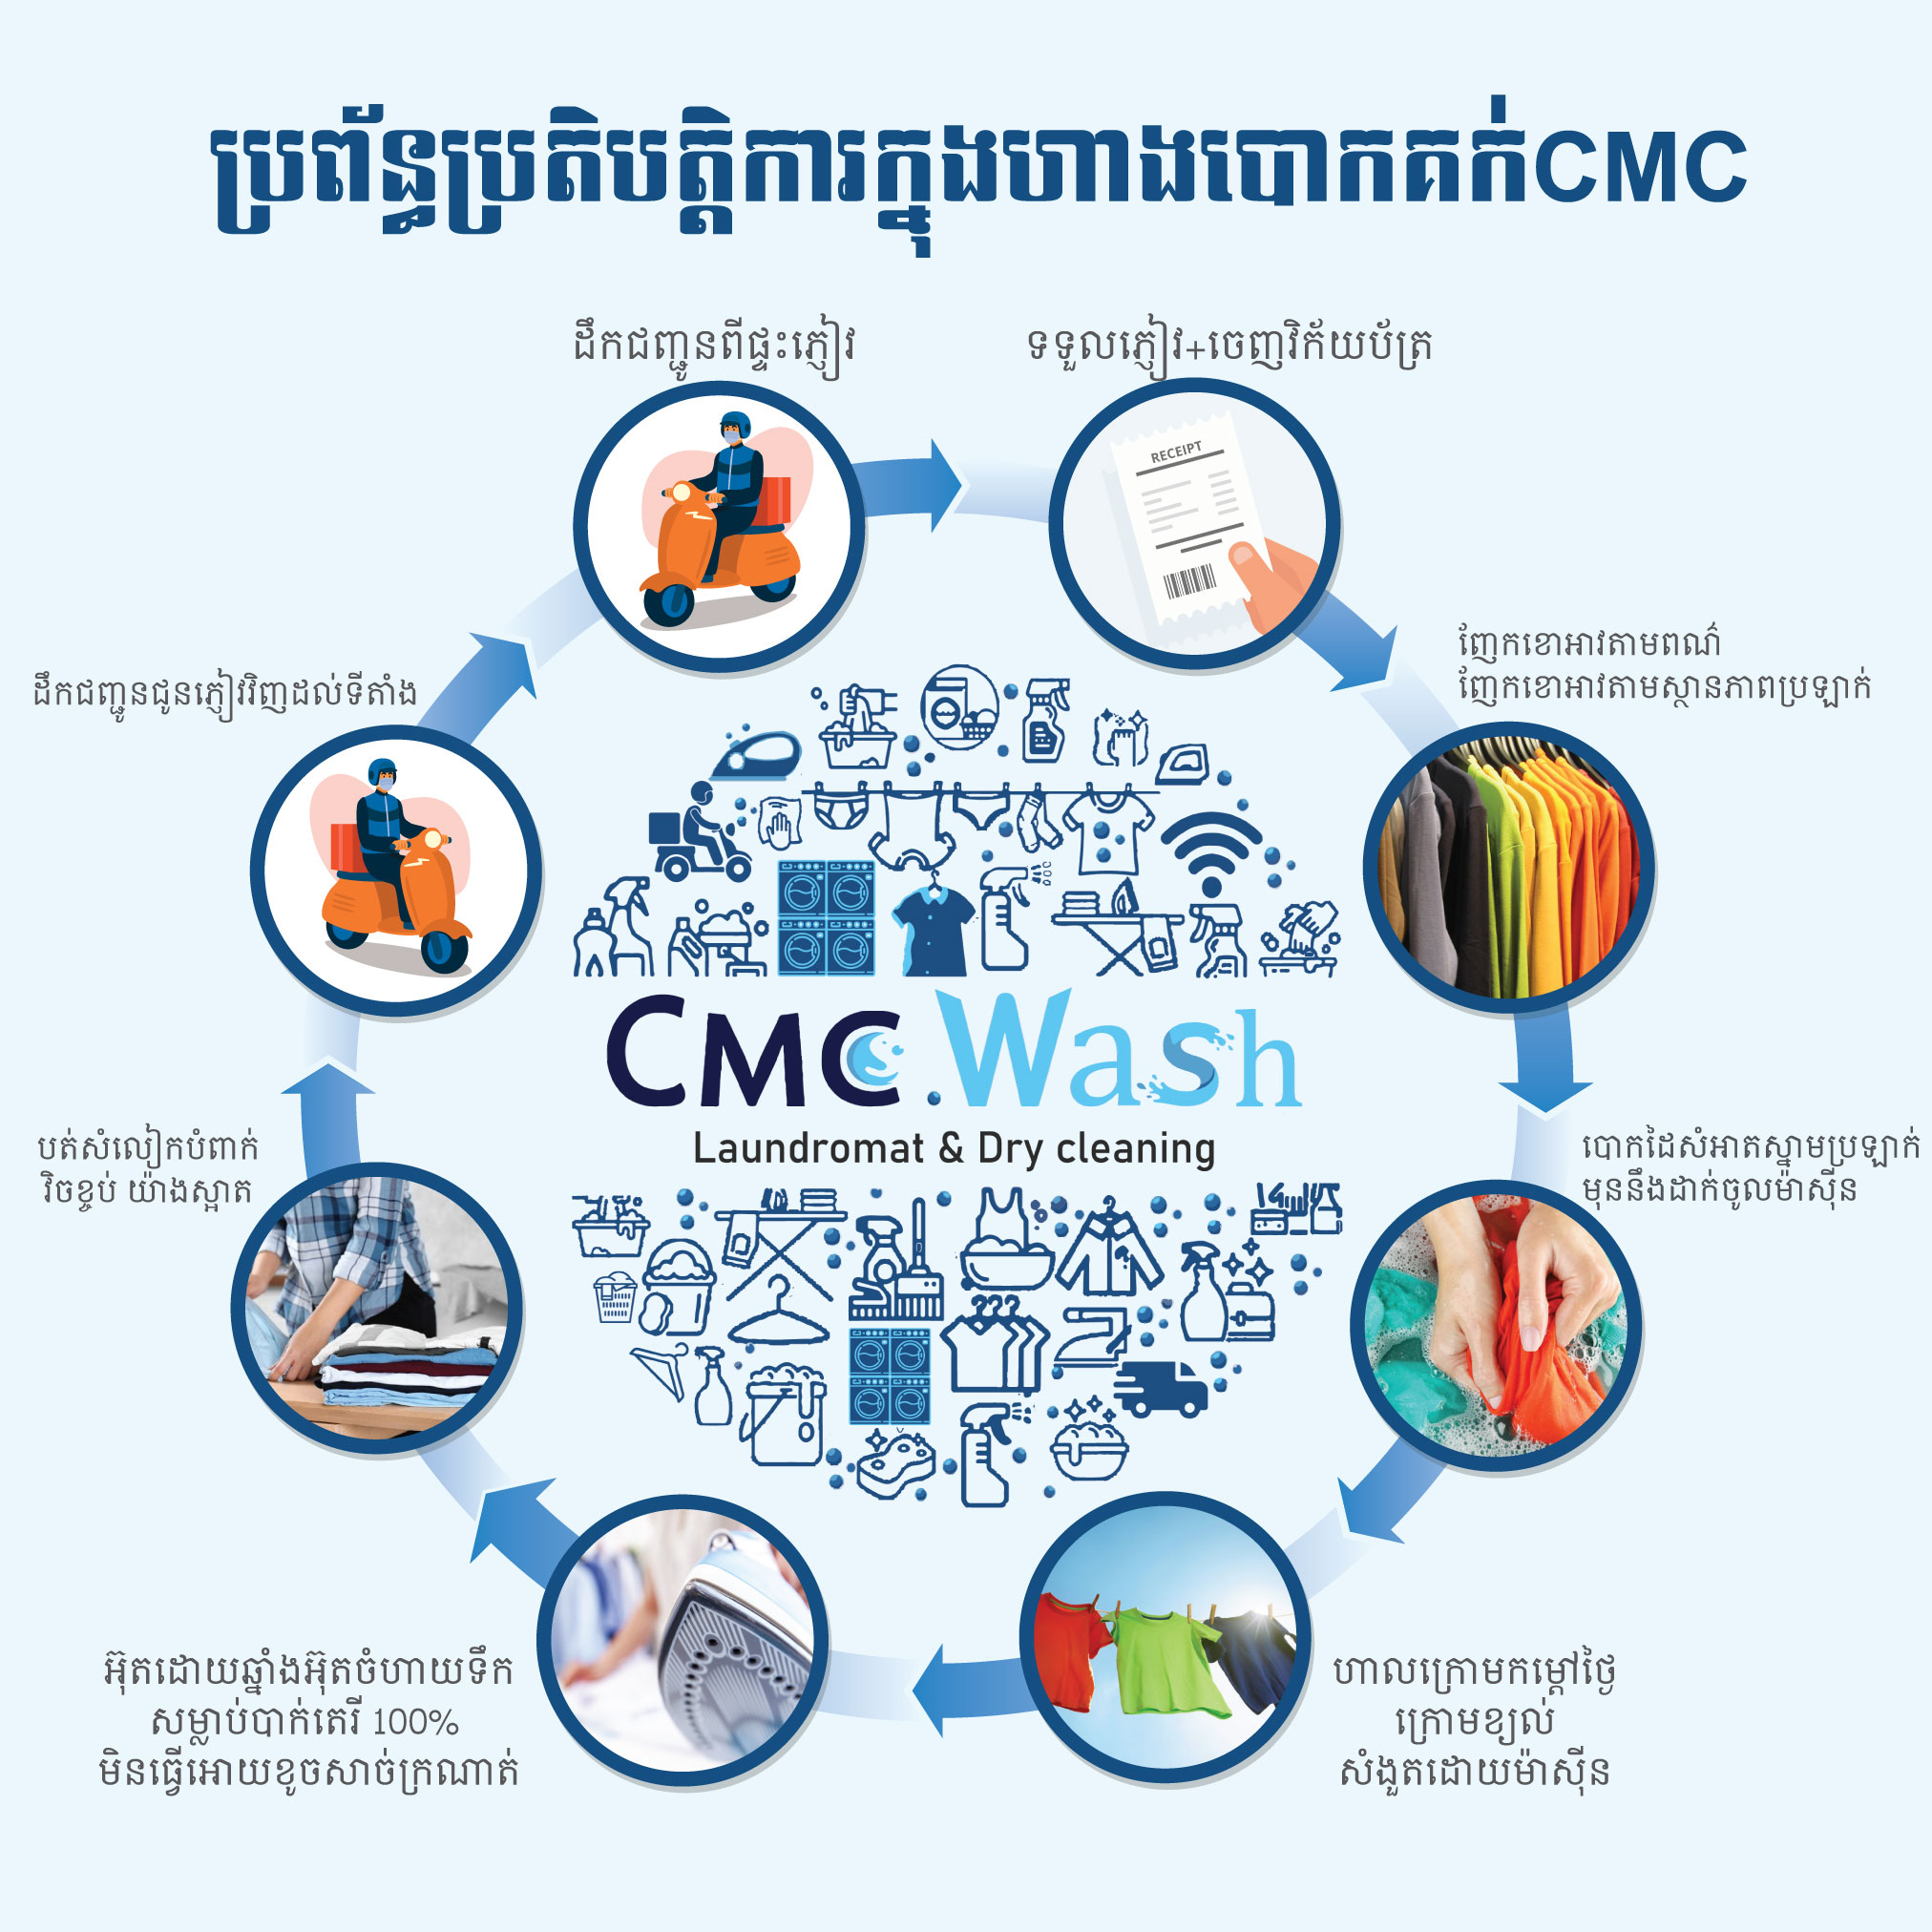 ប្រព័ន្ធប្រតិបត្តិការក្នុងហាងបោកគក់CMC
ដឹកជញ្ជូនពីផ្ទះភ្ញៀវ
ទទួលភ្ញៀវ+ចេញវិក័យប័ត្រ
RECEIPT
ញែកខោអាវតាមពណ៌
ញែកខោអាវតាមស្ថានភាពប្រឡាក់
បោកដៃសំអាតស្នាមប្រឡាក់
មុននឹងដាក់ចូលម៉ាស៊ីន
ហាលក្រោមកម្ដៅថ្ងៃ
ក្រោមខ្យល់
សំងួតដោយម៉ាស៊ីន
អ៊ុតដោយឆ្នាំងអ៊ុតចំហាយទឹក
សម្លាប់បាក់តេរី 100%
មិនធ្វើអោយខូចសាច់ក្រណាត់
បត់សំលៀកបំពាក់
វិចខ្ចប់ យ៉ាងស្អាត
ដឹកជញ្ជូនជូនភ្ញៀវវិញដល់ទីតាំង
CMC.Wash
Laundromat & Dry cleaning